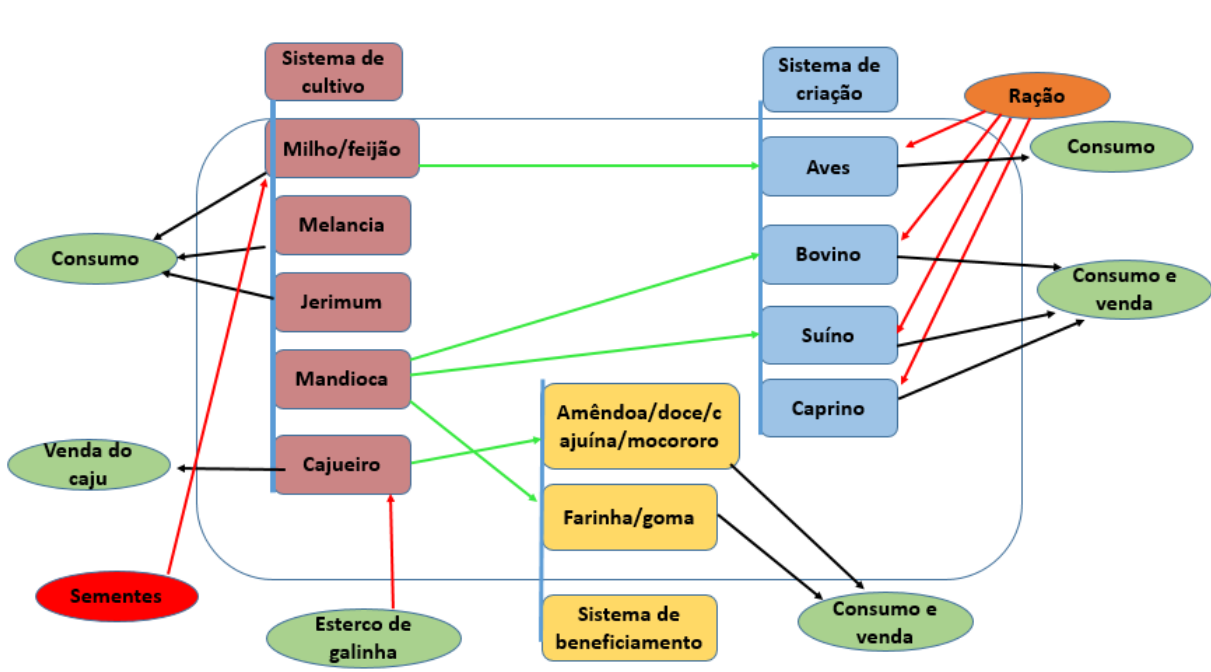 Sistema de
cultivo
Sistema de
criação
Ração
Milho/feijão
Aves
Consumo
Melancia
Consumo
Bovino
Consumo e
venda
Jerimum
Suíno
Mandioca
Caprino
Amêndoa/doce/c
ajuína/mocororo
Venda do
caju
Cajueiro
Farinha/goma
Sementes
Esterco de
galinha
Sistema de
beneficiamento
Consumo e
venda